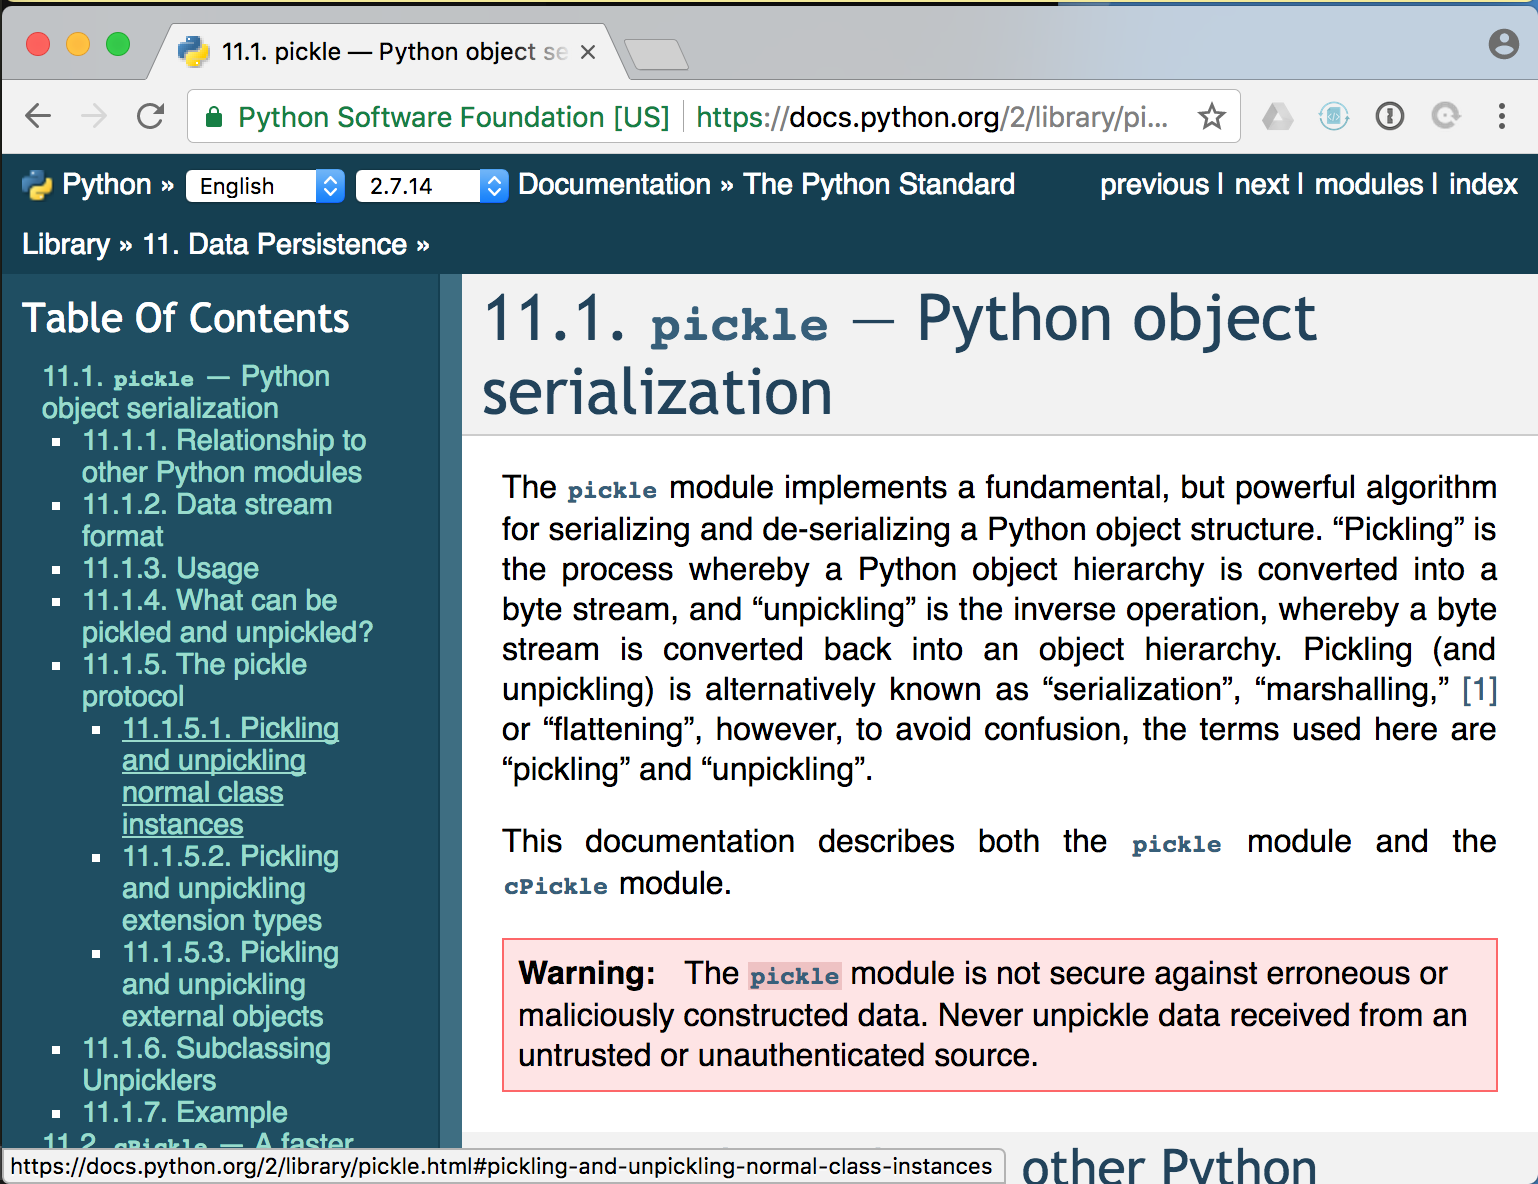 11.1. pickle — Python object se
Python Software Foundation [US]
https://docs.python.org/2/library/pi...
Python » English 2.7.14 Documentation » The Python Standard
previous | next | modules | index
Library » 11. Data Persistence »
Table Of Contents
11.1. pickle — Python
object serialization
11.1.1. Relationship to
other Python modules
11.1.2. Data stream
format
11.1.3. Usage
11.1.4. What can be
pickled and unpickled?
11.1.5. The pickle
protocol
11.1.5.1. Pickling
and unpickling
normal class
instances
11.1.5.2. Pickling
and unpickling
extension types
11.1.5.3. Pickling
and unpickling
external objects
11.1.6. Subclassing
Unpicklers
11.1.7. Example
11.2. cPickle — A faster
https://docs.python.org/2/library/pickle.html#pickling-and-unpickling-normal-class-instances
11.1. pickle — Python object
serialization
The pickle module implements a fundamental, but powerful algorithm
for serializing and de-serializing a Python object structure. “Pickling” is
the process whereby a Python object hierarchy is converted into a
byte stream, and “unpickling” is the inverse operation, whereby a byte
stream is converted back into an object hierarchy. Pickling (and
unpickling) is alternatively known as “serialization”, “marshalling,” [1]
or “flattening”, however, to avoid confusion, the terms used here are
“pickling” and “unpickling”.
This documentation describes both the pickle module and the
cPickle module.
Warning: The pickle module is not secure against erroneous or
maliciously constructed data. Never unpickle data received from an
untrusted or unauthenticated source.
other Python